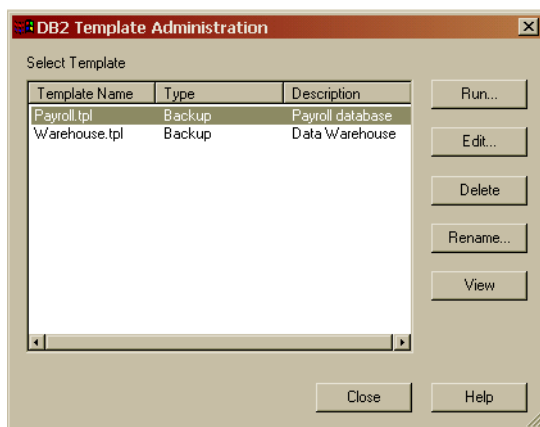 DB2 Template Administration
Select Template
Template Name Type Description
Payroll.tpl Backup Payroll database
Warehouse.tpl Backup Data Warehouse
Run...
Edit...
Delete
Rename...
View
Close Help